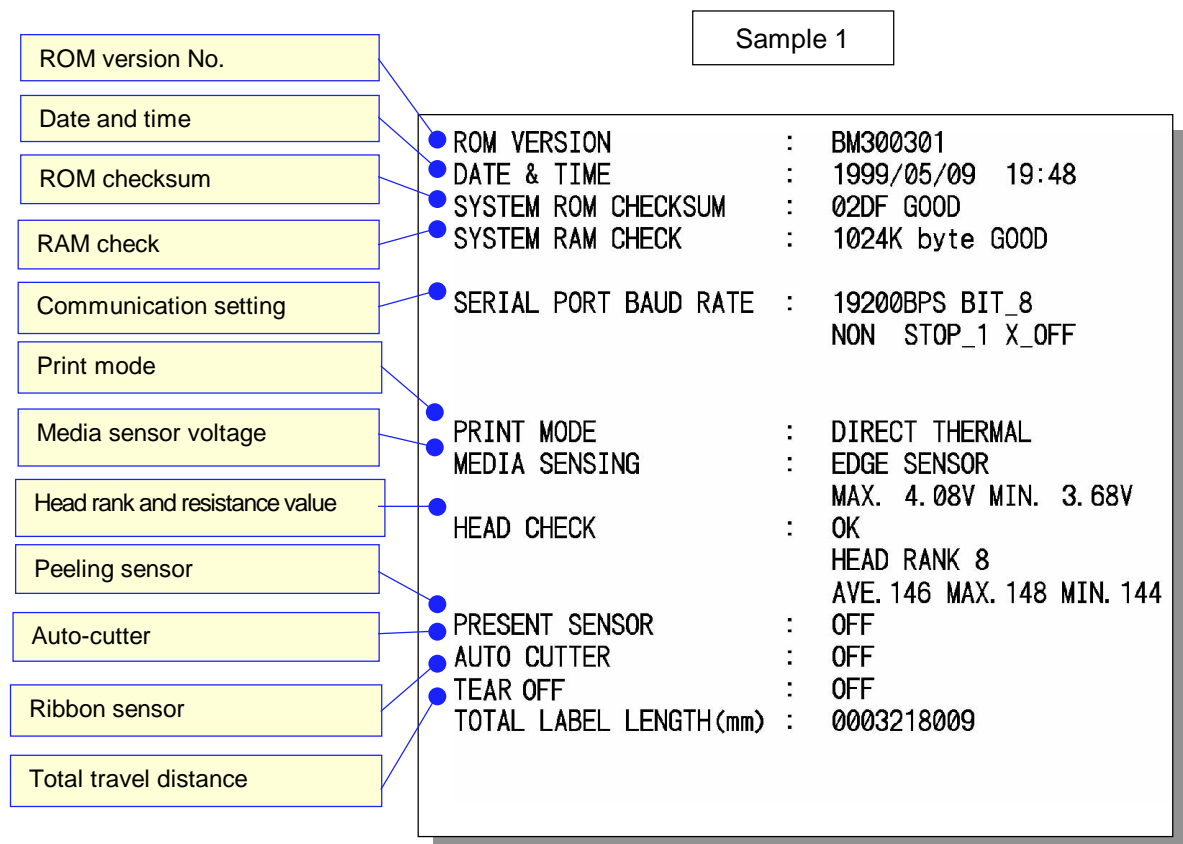 Sample 1
ROM version No.
Date and time
ROM checksum
RAM check
Communication setting
Print mode
Media sensor voltage
Head rank and resistance value
Peeling sensor
Auto-cutter
Ribbon sensor
Total travel distance
ROM VERSION : BM300301
DATE & TIME : 1999/05/09 19:48
SYSTEM ROM CHECKSUM : 02DF GOOD
SYSTEM RAM CHECK : 1024K byte GOOD
SERIAL PORT BAUD RATE : 19200BPS BIT_8
NON STOP_1 X_OFF
PRINT MODE : DIRECT THERMAL
MEDIA SENSING : EDGE SENSOR
MAX. 4.08V MIN. 3.68V
HEAD CHECK : OK
HEAD RANK 8
AVE.146 MAX.148 MIN.144
PRESENT SENSOR : OFF
AUTO CUTTER : OFF
TEAR OFF : OFF
TOTAL LABEL LENGTH(mm) : 0003218009